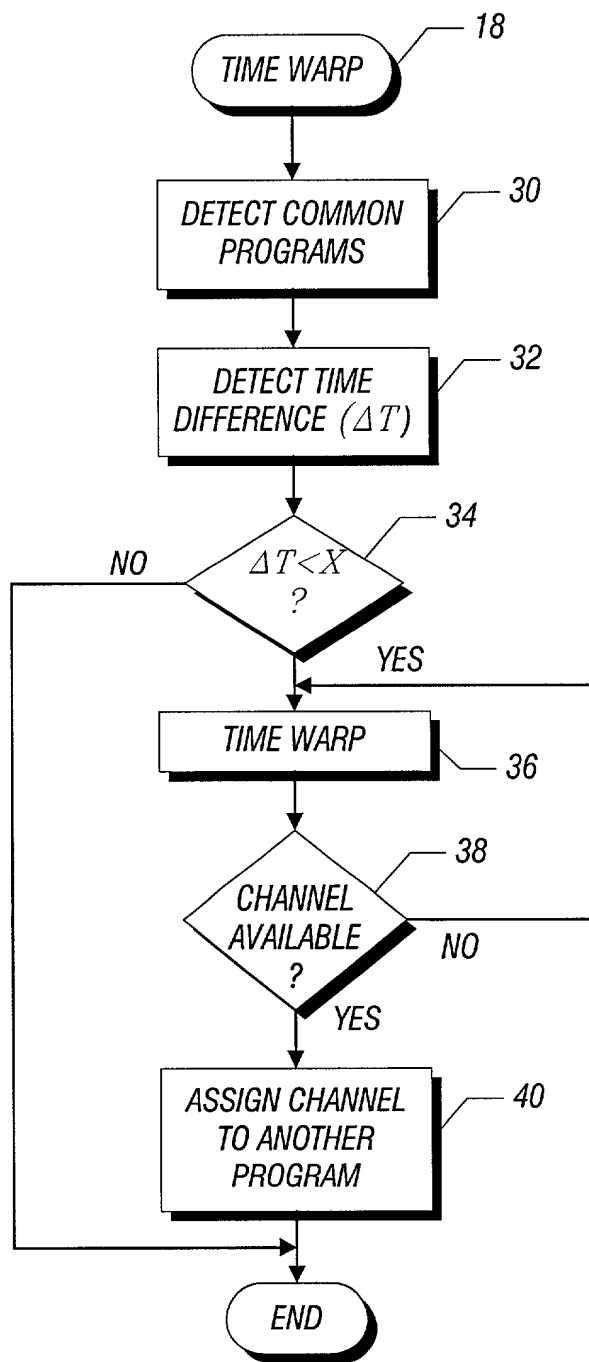 TIME WARP
18
DETECT COMMON
PROGRAMS
30
DETECT TIME
DIFFERENCE (ΔT)
32
ΔT<X
?
34
NO
YES
TIME WARP
36
CHANNEL
AVAILABLE
?
38
NO
YES
ASSIGN CHANNEL
TO ANOTHER
PROGRAM
40
END